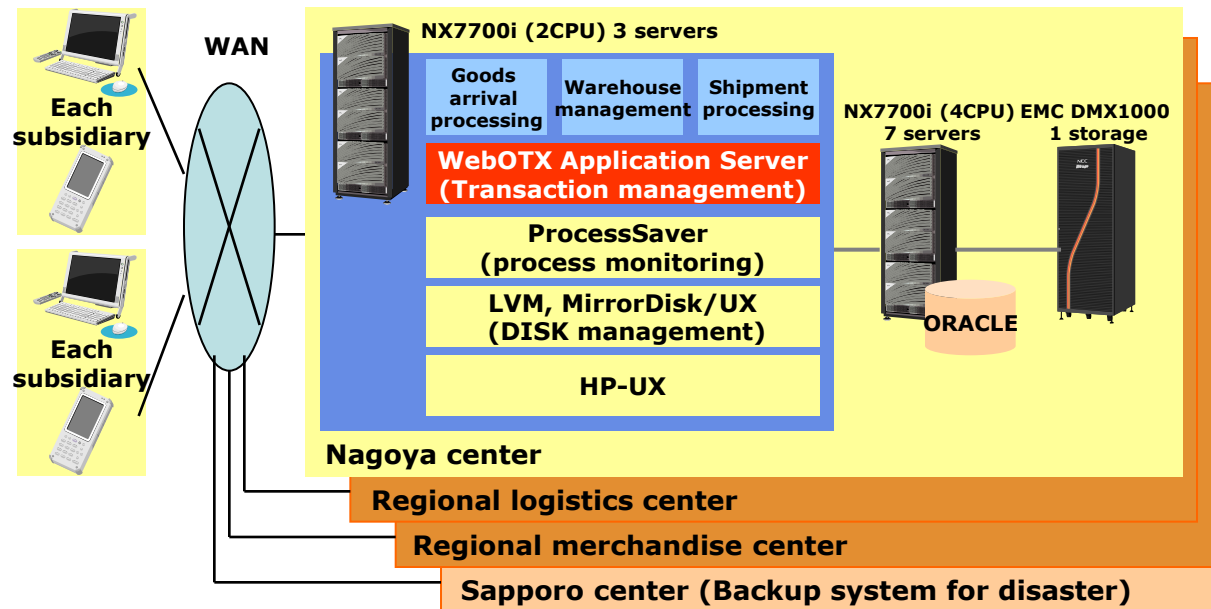 WAN
Each
subsidiary
Each
subsidiary
NX7700i (2CPU) 3 servers
Goods
arrival
processing
Warehouse
management
Shipment
processing
WebOTX Application Server
(Transaction management)
ProcessSaver
(process monitoring)
LVM, MirrorDisk/UX
(DISK management)
HP-UX
NX7700i (4CPU)
7 servers
EMC DMX1000
1 storage
NEC
ORACLE
Nagoya center
Regional logistics center
Regional merchandise center
Sapporo center (Backup system for disaster)